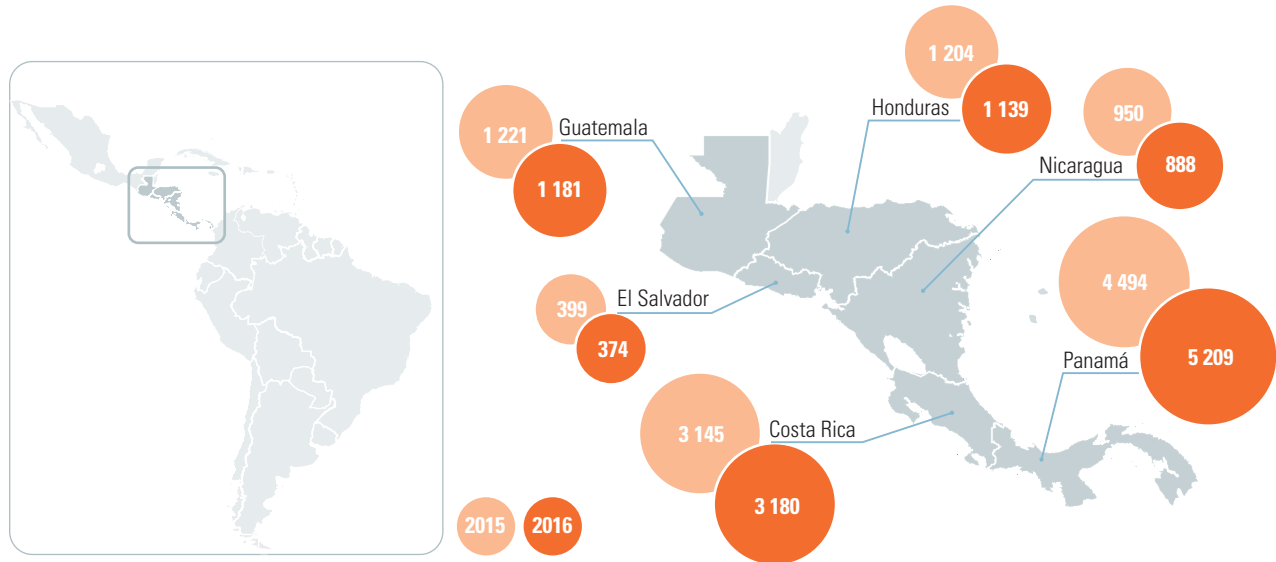 1 204
Honduras
1 139
950
Nicaragua
888
1 221
Guatemala
1 181
4 494
Panamá
5 209
399
El Salvador
374
3 145
Costa Rica
3 180
2015
2016